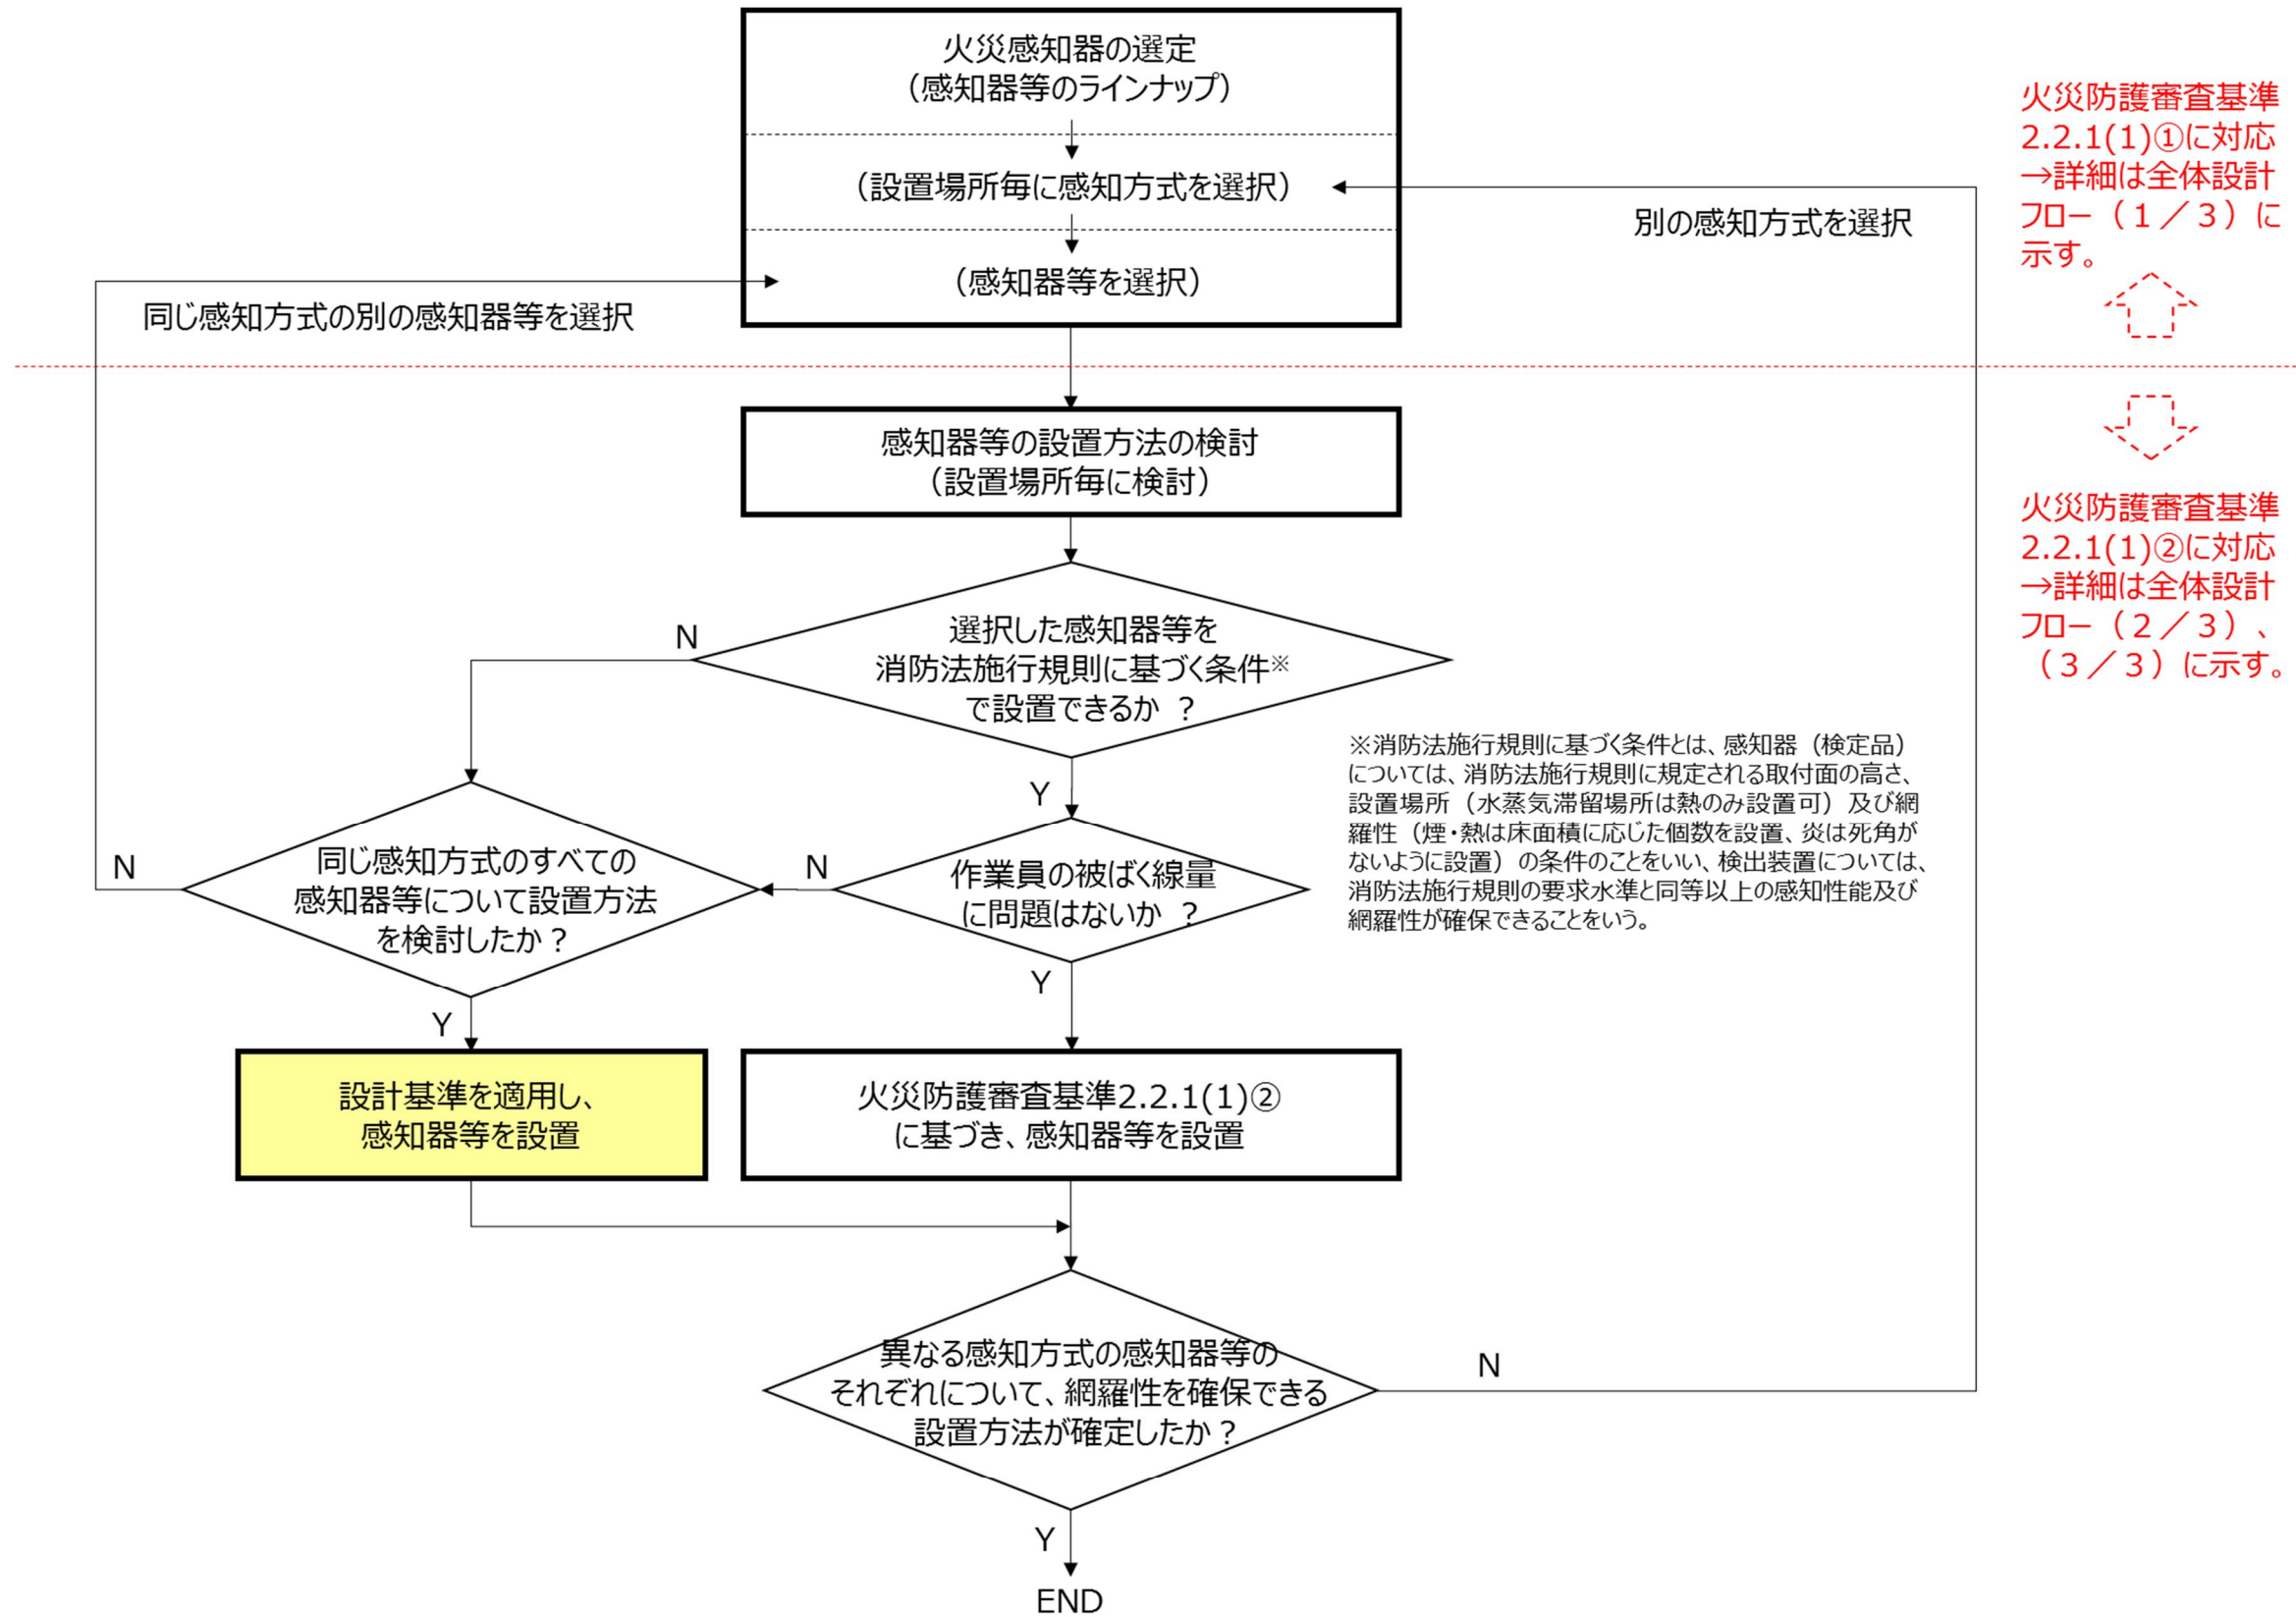 火災感知器の選定
（感知器等のラインナップ）
（設置場所毎に感知方式を選択）
（感知器等を選択）
別の感知方式を選択
同じ感知方式の別の感知器等を選択
火災防護審査基準
2.2.1(1)①に対応
→詳細は全体設計
フロー（１／３）に
示す。
感知器等の設置方法の検討
（設置場所毎に検討）
火災防護審査基準
2.2.1(1)②に対応
→詳細は全体設計
フロー（２／３）、
（３／３）に示す。
選択した感知器等を
消防法施行規則に基づく条件※
で設置できるか ？
N
Y
※消防法施行規則に基づく条件とは、感知器（検定品）
については、消防法施行規則に規定される取付面の高さ、
設置場所（水蒸気滞留場所は熱のみ設置可）及び網
羅性（煙・熱は床面積に応じた個数を設置、炎は死角が
ないように設置）の条件のことをいい、検出装置については、
消防法施行規則の要求水準と同等以上の感知性能及び
網羅性が確保できることをいう。
作業員の被ばく線量
に問題はないか ？
N
Y
同じ感知方式のすべての
感知器等について設置方法
を検討したか？
N
Y
設計基準を適用し、
感知器等を設置
火災防護審査基準2.2.1(1)②
に基づき、感知器等を設置
異なる感知方式の感知器等の
それぞれについて、網羅性を確保できる
設置方法が確定したか？
N
Y
END